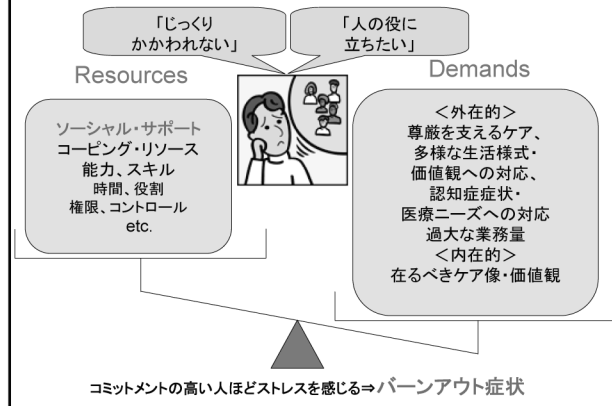 「じっくり
かかわれない」
「人の役に
立ちたい」
Resources
Demands
ソーシャル・サポート
コーピング・リソース
能力、スキル
時間、役割
権限、コントロール
etc.
＜外在的＞
尊厳を支えるケア、
多様な生活様式・
価値観への対応、
認知症症状・
医療ニーズへの対応
過大な業務量
＜内在的＞
在るべきケア像・価値観
コミットメントの高い人ほどストレスを感じる⇒バーンアウト症状